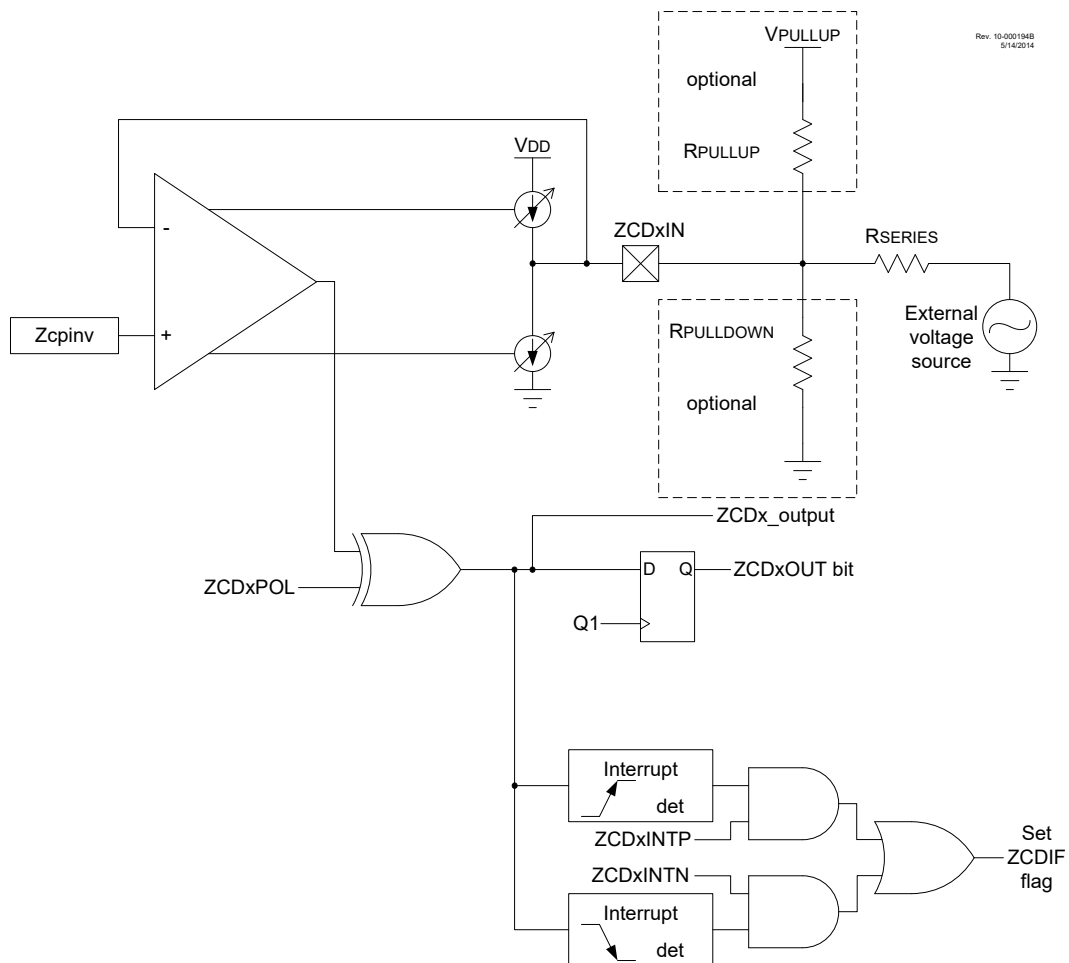 Rev. 10-000194B
5/14/2014
VPULLUP
optional
RPULLUP
VDD
-
ZCDxIN
RSERIES
Zcpinv
+
External
voltage
source
RPULLDOWN
optional
ZCDx_output
ZCDxPOL
D
Q
ZCDxOUT bit
Q1
Interrupt
det
ZCDxINTP
Set
ZCDIF
flag
ZCDxINTN
Interrupt
det